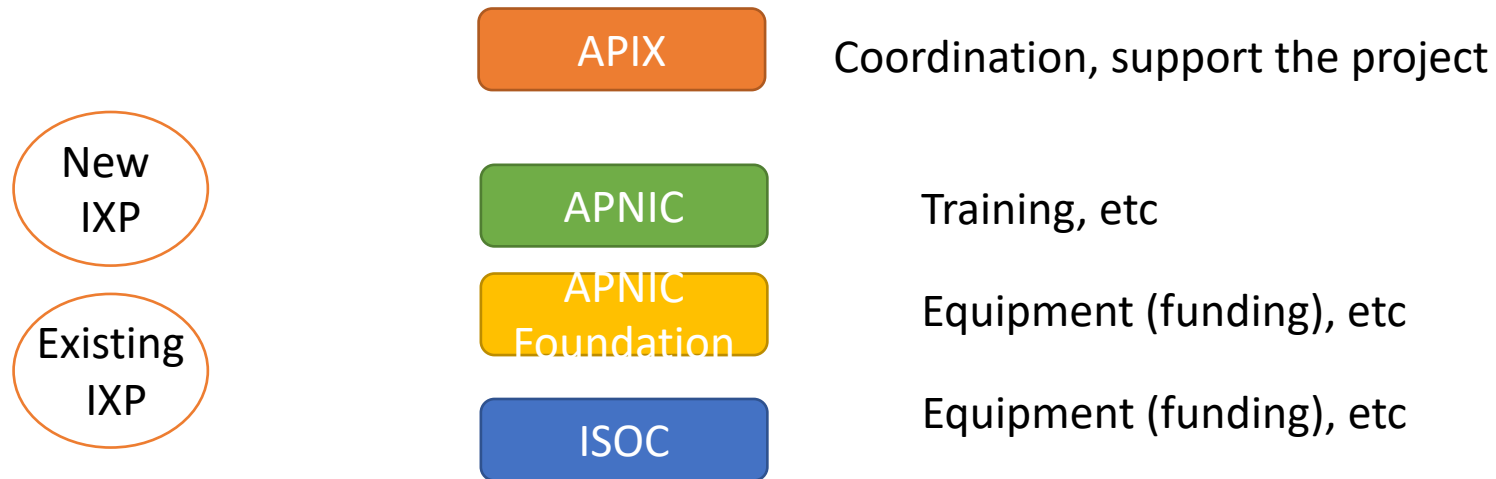 APIX
Coordination, support the project
New
IXP
APNIC
Training, etc
APNIC
Foundation
Equipment (funding), etc
Existing
IXP
ISOC
Equipment (funding), etc